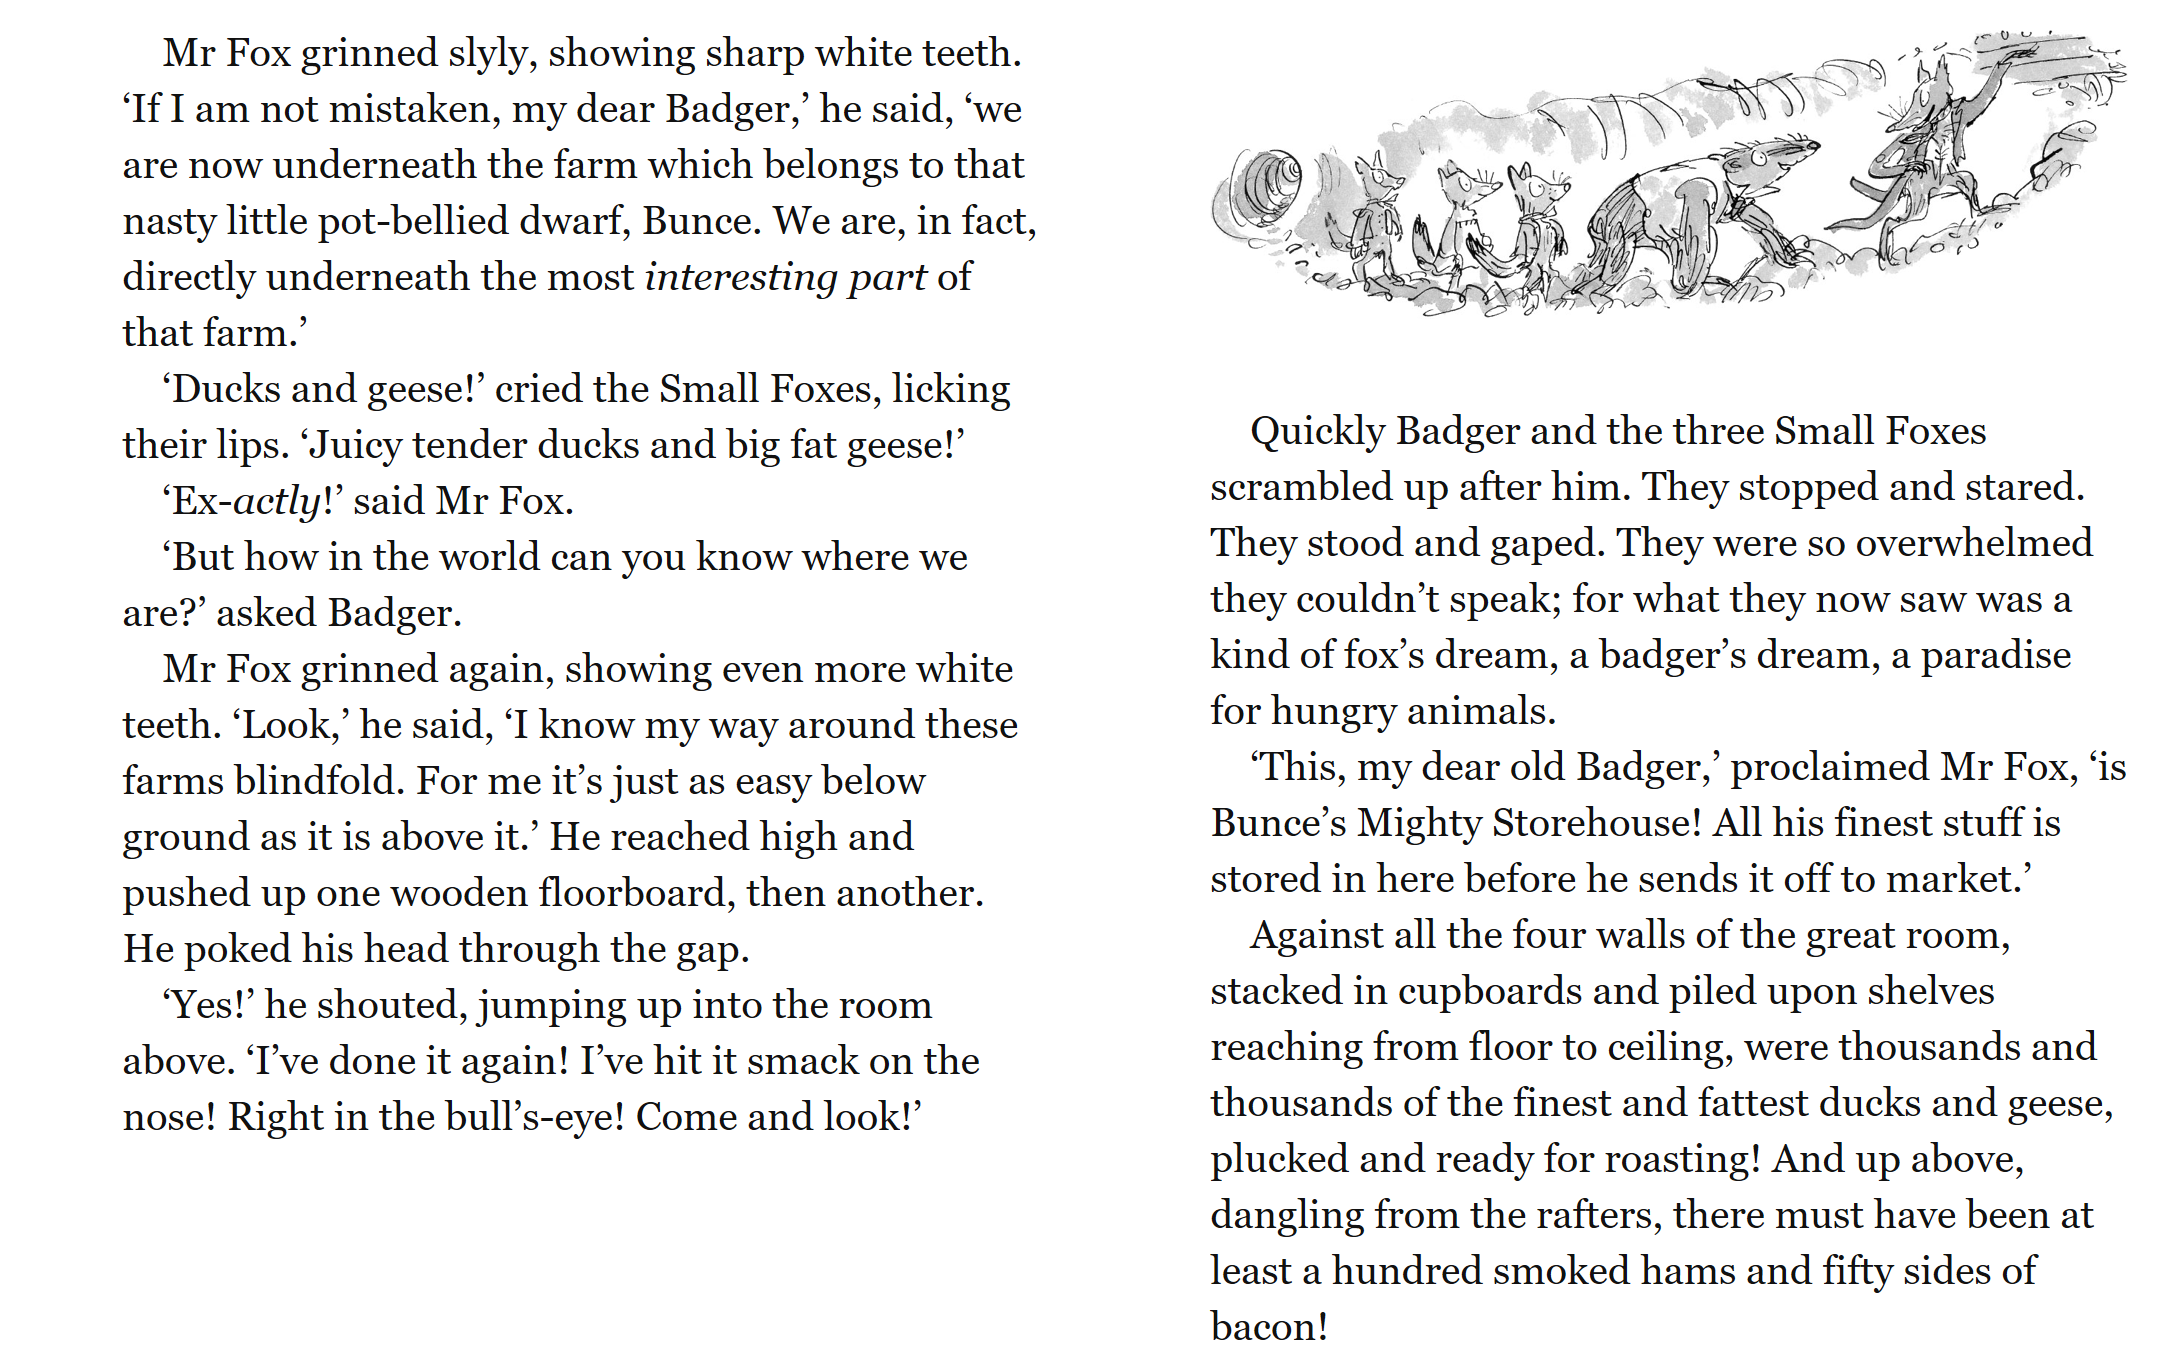 Mr Fox grinned slyly, showing sharp white teeth.
‘If I am not mistaken, my dear Badger,’ he said, ‘we
are now underneath the farm which belongs to that
nasty little pot-bellied dwarf, Bunce. We are, in fact,
directly underneath the most interesting part of
that farm.’
‘Ducks and geese!’ cried the Small Foxes, licking
their lips. ‘Juicy tender ducks and big fat geese!’
‘Ex-actly!’ said Mr Fox.
‘But how in the world can you know where we
are?’ asked Badger.
Mr Fox grinned again, showing even more white
teeth. ‘Look,’ he said, ‘I know my way around these
farms blindfold. For me it’s just as easy below
ground as it is above it.’ He reached high and
pushed up one wooden floorboard, then another.
He poked his head through the gap.
‘Yes!’ he shouted, jumping up into the room
above. ‘I’ve done it again! I’ve hit it smack on the
nose! Right in the bull’s-eye! Come and look!’
Quickly Badger and the three Small Foxes
scrambled up after him. They stopped and stared.
They stood and gaped. They were so overwhelmed
they couldn’t speak; for what they now saw was a
kind of fox’s dream, a badger’s dream, a paradise
for hungry animals.
‘This, my dear old Badger,’ proclaimed Mr Fox, ‘is
Bunce’s Mighty Storehouse! All his finest stuff is
stored in here before he sends it off to market.’
Against all the four walls of the great room,
stacked in cupboards and piled upon shelves
reaching from floor to ceiling, were thousands and
thousands of the finest and fattest ducks and geese,
plucked and ready for roasting! And up above,
dangling from the rafters, there must have been at
least a hundred smoked hams and fifty sides of
bacon!